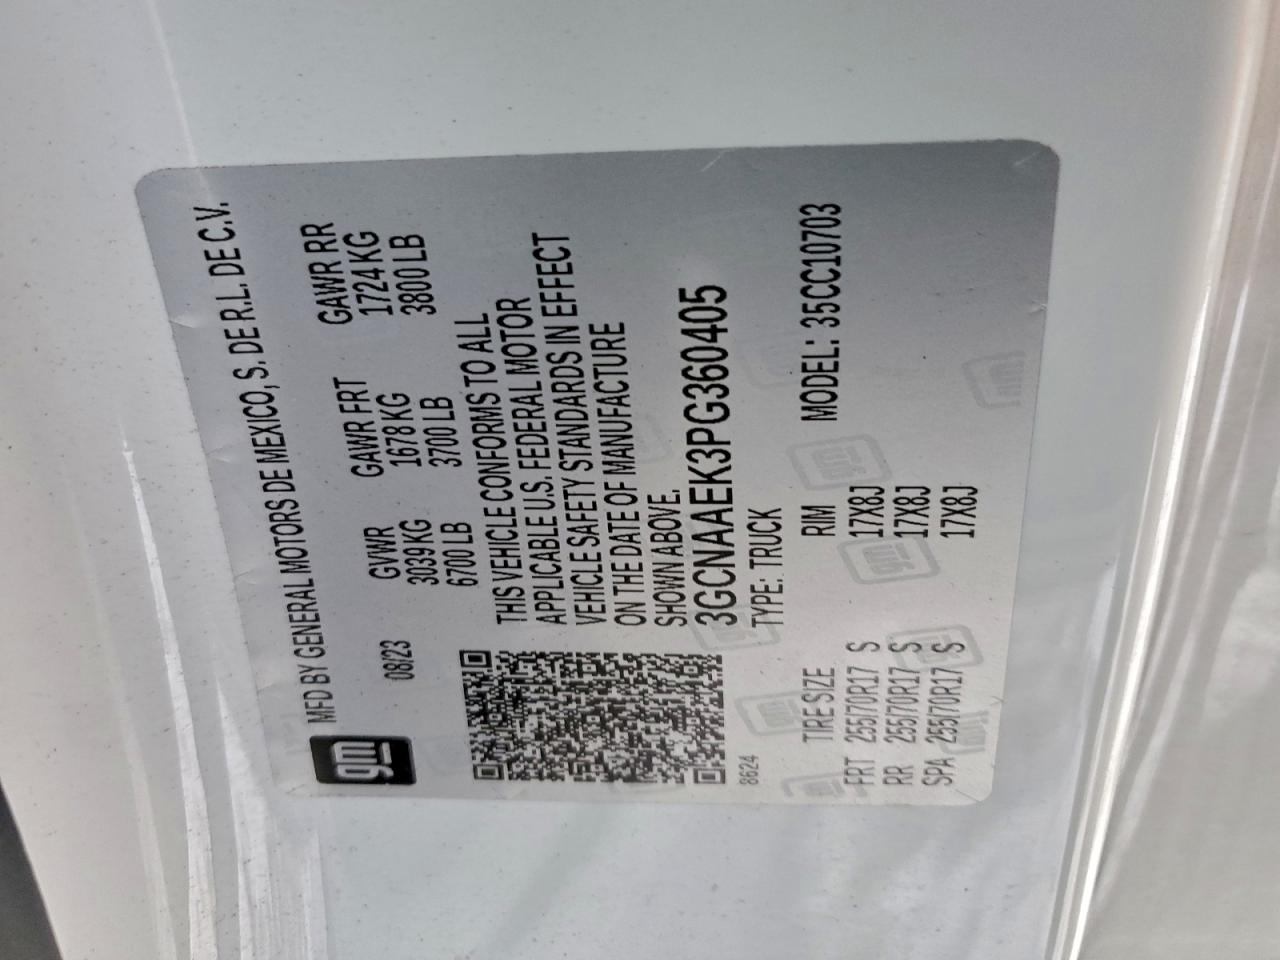 gm
MFD BY GENERAL MOTORS DE MEXICO, S. DE R.L. DE C.V.
08/23 GVWR GAWR FRT GAWR RR
3039 KG 1678 KG 1724 KG
6700 LB 3700 LB 3800 LB
THIS VEHICLE CONFORMS TO ALL
APPLICABLE U.S. FEDERAL MOTOR
VEHICLE SAFETY STANDARDS IN EFFECT
ON THE DATE OF MANUFACTURE
SHOWN ABOVE.
3GCNAAEK3PG360405
8624 TYPE: TRUCK
TIRE SIZE RIM MODEL: 35CC10703
FRT 255/70R17 S 17X8J
RR 255/70R17 S 17X8J
SPA 255/70R17 S 17X8J